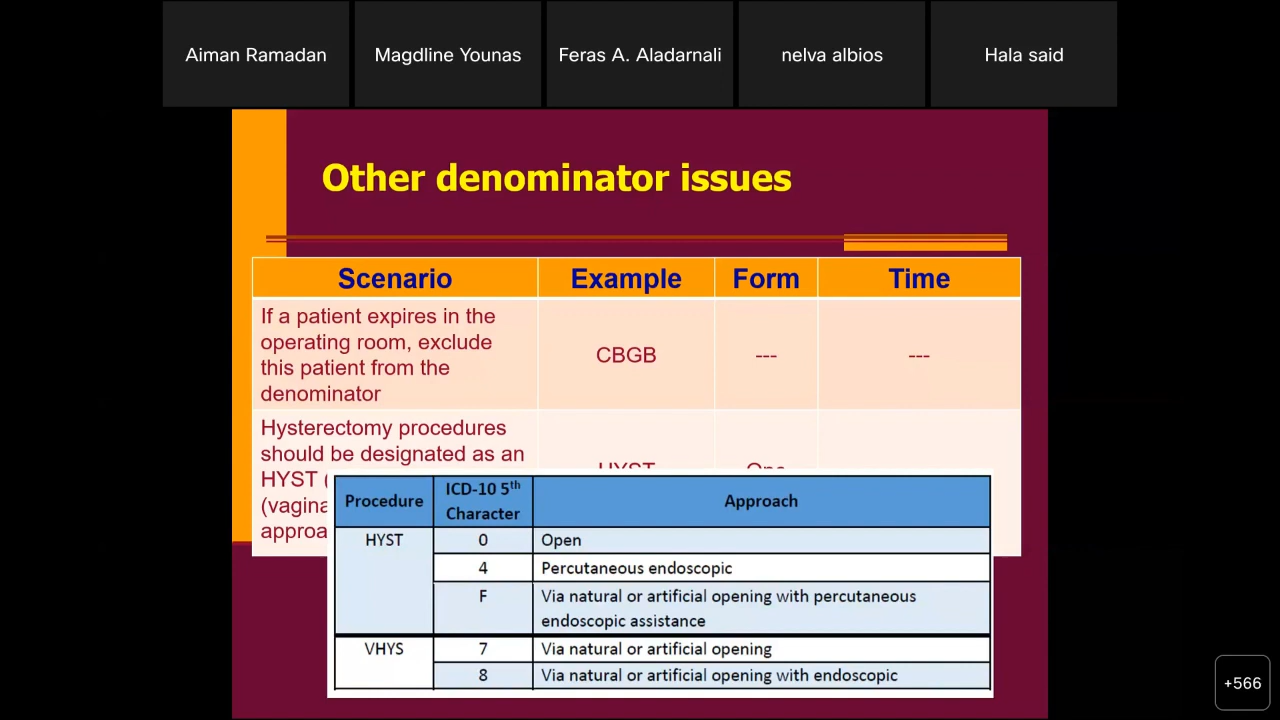 Aiman Ramadan
Magdline Younas
Feras A. Aladarnali
nelva albios
Hala said
Other denominator issues
Scenario
Example
Form
Time
If a patient expires in the
operating room, exclude
this patient from the
denominator
CBGB
---
---
Hysterectomy procedures
should be designated as an
HYST (
(vagina
approa
Procedure
ICD-10 5th
Character
Approach
HYST
0
Open
4
Percutaneous endoscopic
F
Via natural or artificial opening with percutaneous
endoscopic assistance
VHYS
7
Via natural or artificial opening
8
Via natural or artificial opening with endoscopic
+566